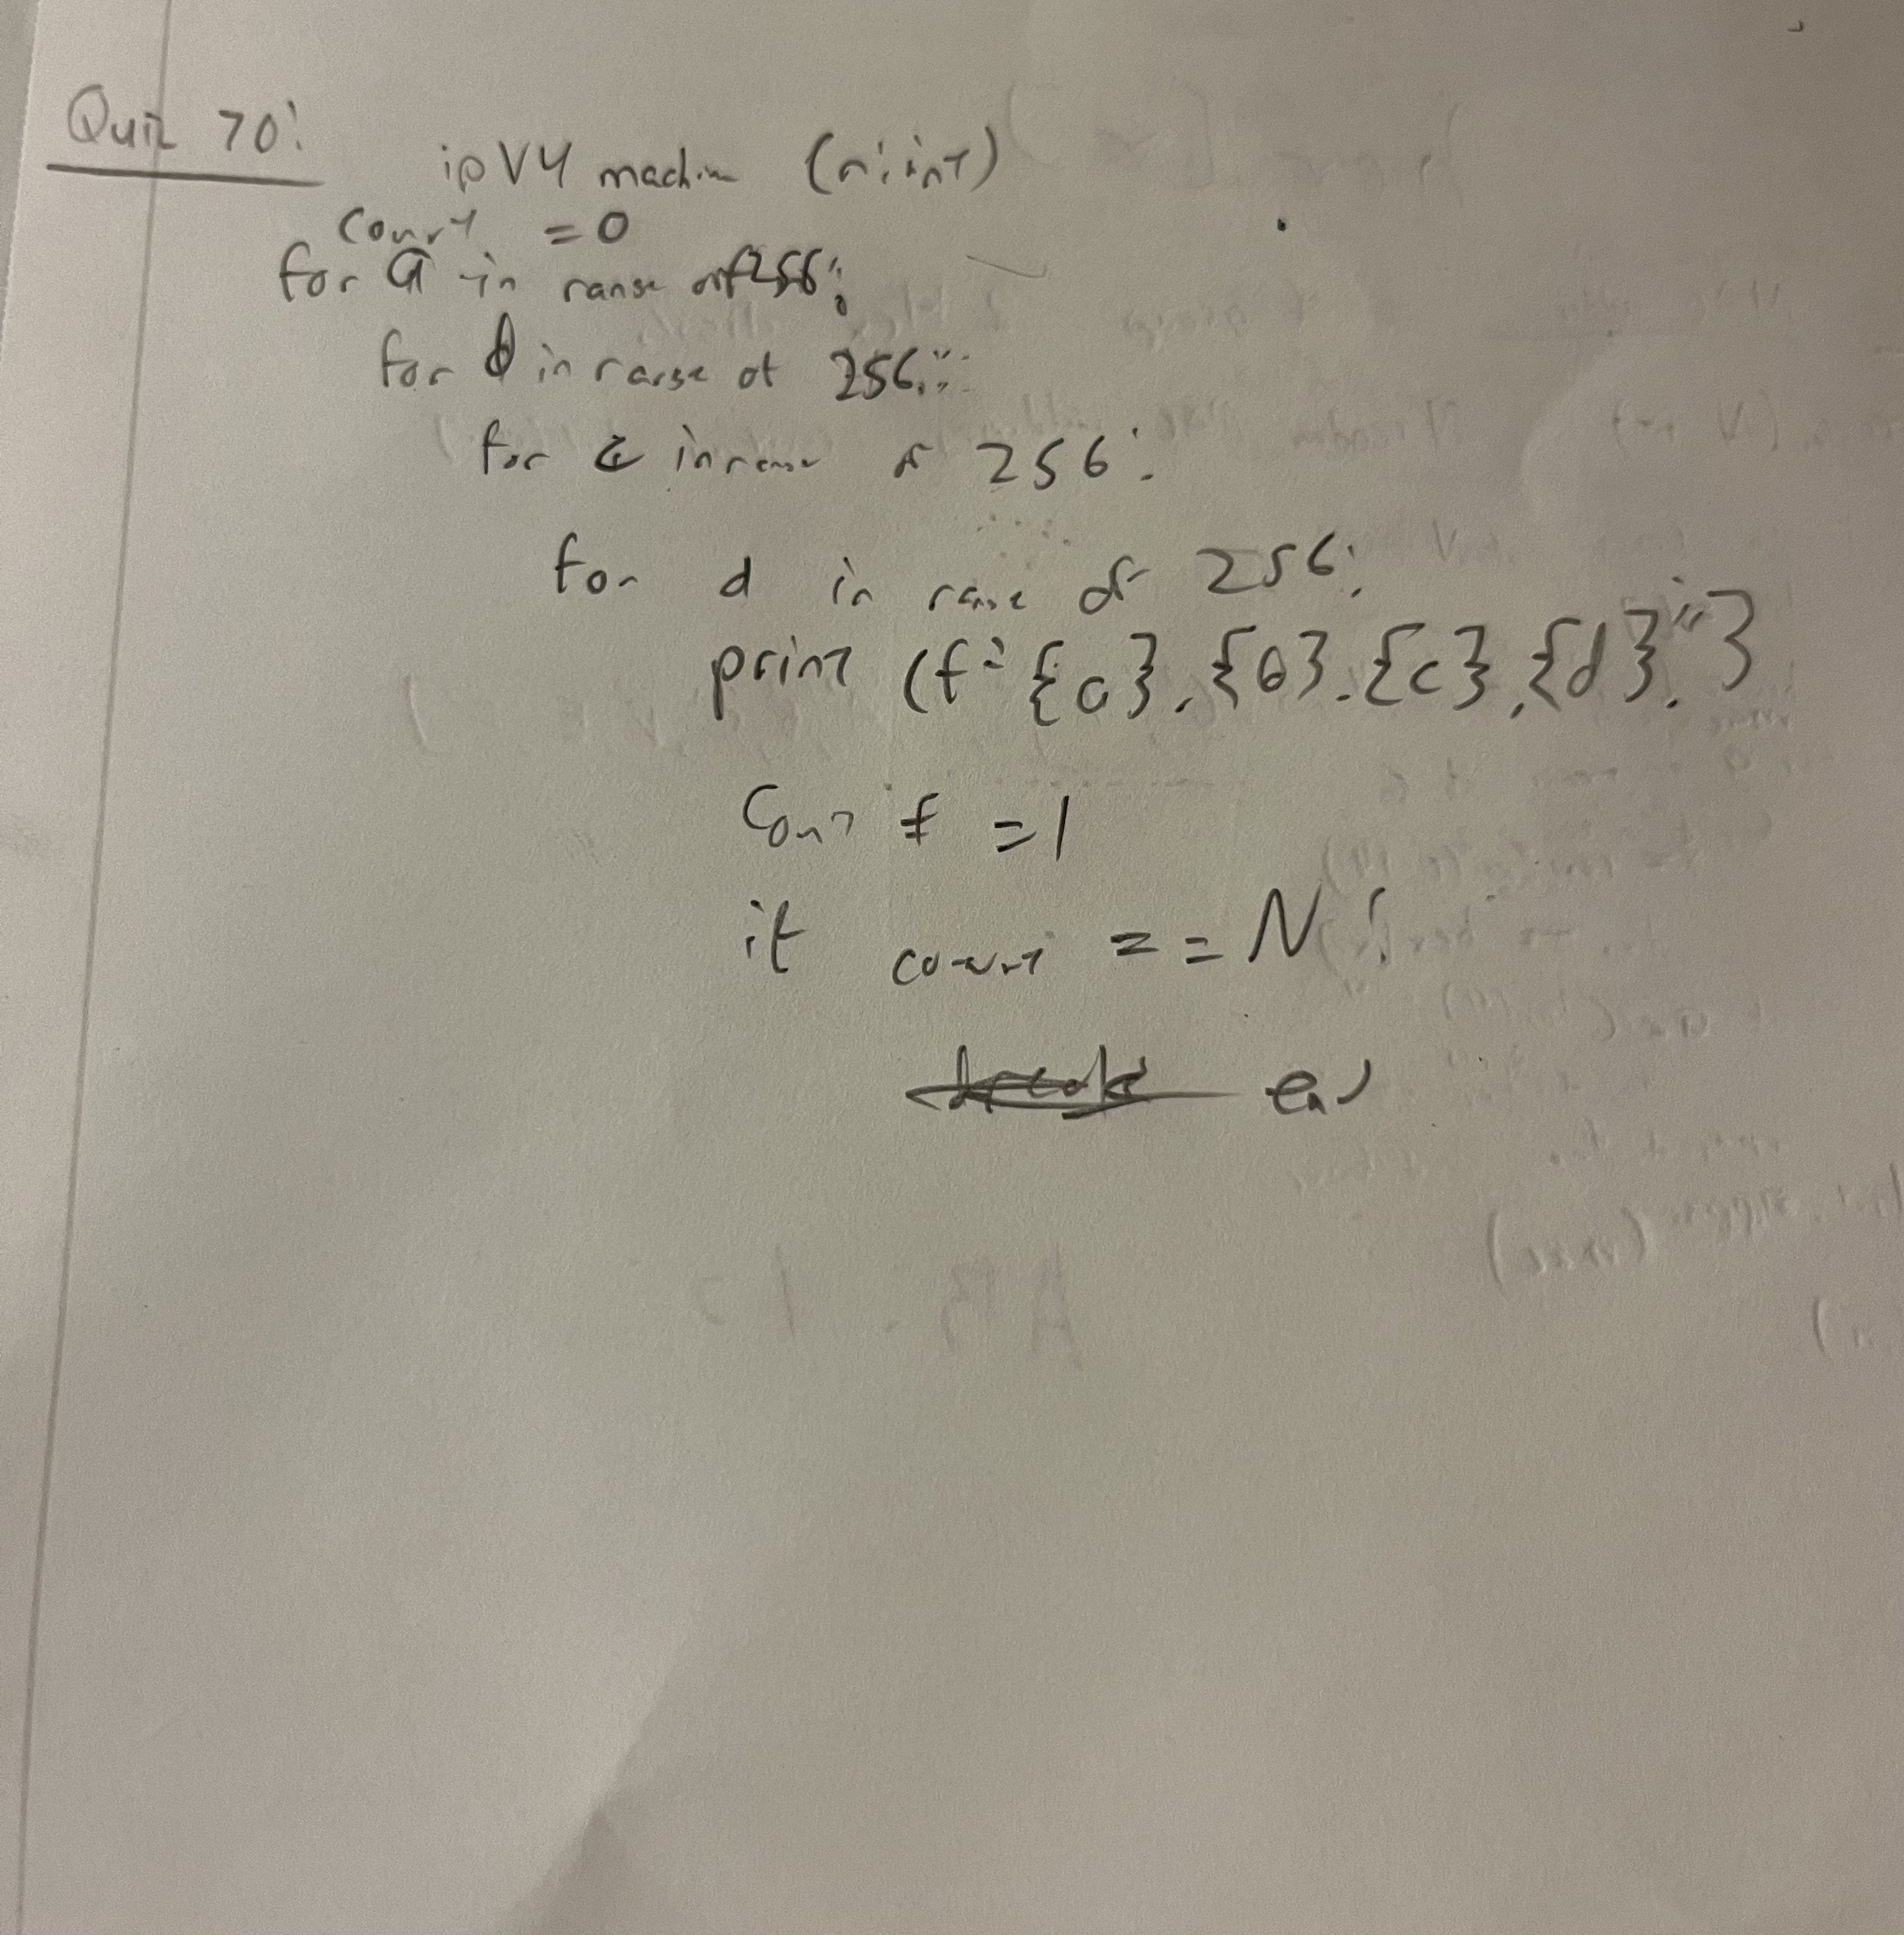 Quiz 70:
ipV4 machine (n: int)
Count = 0
for a in range of 256:
for b in range of 256:
for c in range of 256:
for d in range of 256:
print (f"{a}.{b}.{c}.{d}."}
Count += 1
if count == N:
end